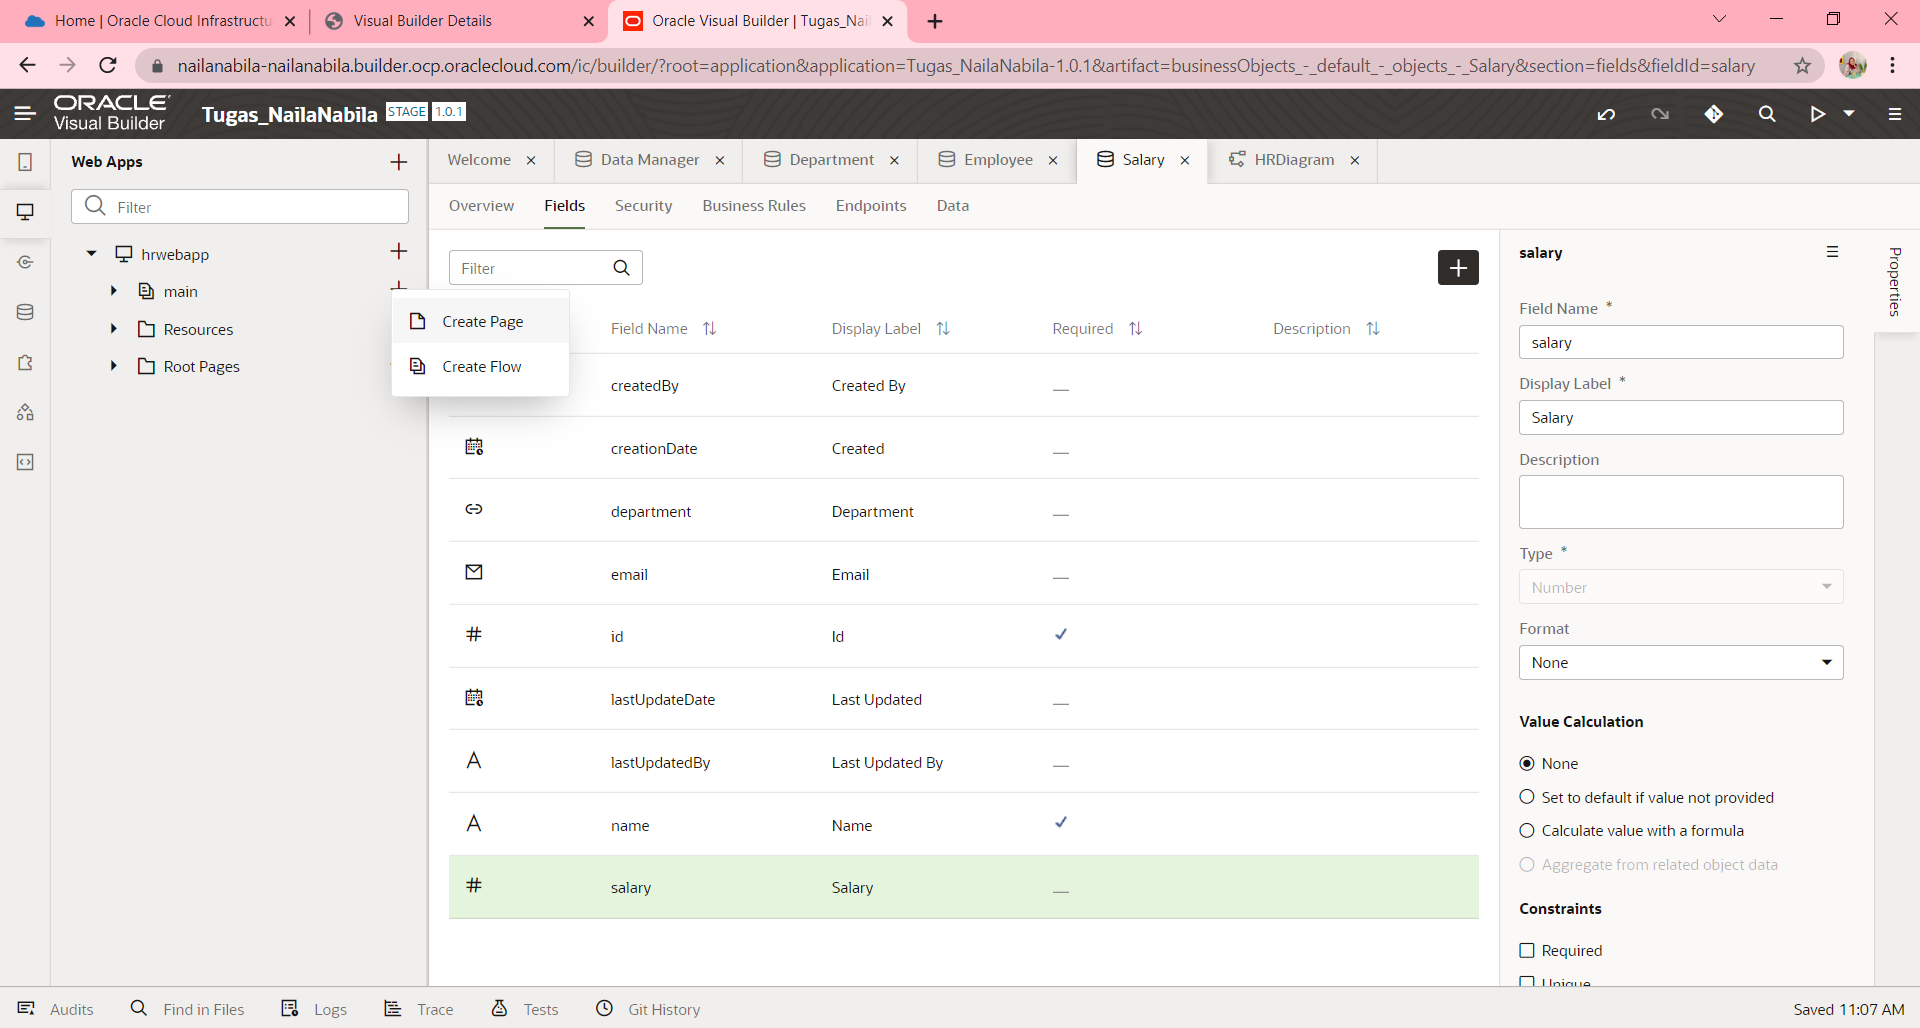 Home | Oracle Cloud Infrastructu
Visual Builder Details
Oracle Visual Builder | Tugas_Nail
nailanabila-nailanabila.builder.ocp.oraclecloud.com/ic/builder/?root=application&application=Tugas_NailaNabila-1.0.1&artifact=businessObjects_-_default_-_objects_-_Salary&section=fields&fieldId=salary
ORACLE
Visual Builder
Tugas_NailaNabila STAGE 1.0.1
Web Apps
Filter
hrwebapp
main
Resources
Root Pages
Create Page
Create Flow
Welcome
Data Manager
Department
Employee
Salary
HRDiagram
Overview
Fields
Security
Business Rules
Endpoints
Data
Filter
Field Name
Display Label
Required
Description
createdBy Created By
creationDate Created
department Department
email Email
id Id
lastUpdateDate Last Updated
lastUpdatedBy Last Updated By
name Name
salary Salary
salary
Properties
Field Name *
salary
Display Label *
Salary
Description
Type *
Number
Format
None
Value Calculation
None
Set to default if value not provided
Calculate value with a formula
Aggregate from related object data
Constraints
Required
Unique
Audits
Find in Files
Logs
Trace
Tests
Git History
Saved 11:07 AM